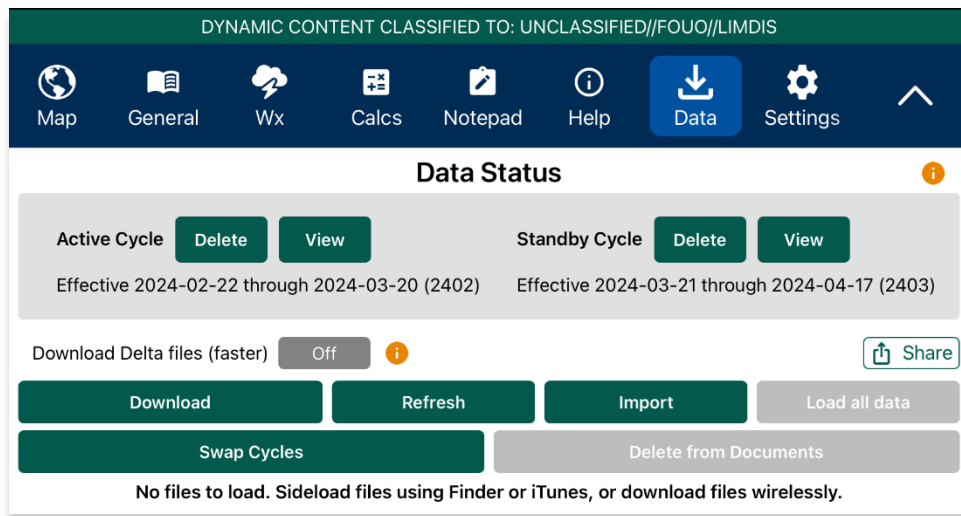 DYNAMIC CONTENT CLASSIFIED TO: UNCLASSIFIED//FOUO//LIMDIS
Map General Wx Calcs Notepad Help Data Settings
Data Status
Active Cycle Delete View Standby Cycle Delete View
Effective 2024-02-22 through 2024-03-20 (2402) Effective 2024-03-21 through 2024-04-17 (2403)
Download Delta files (faster) Off Share
Download Refresh Import Load all data
Swap Cycles Delete from Documents
No files to load. Sideload files using Finder or iTunes, or download files wirelessly.